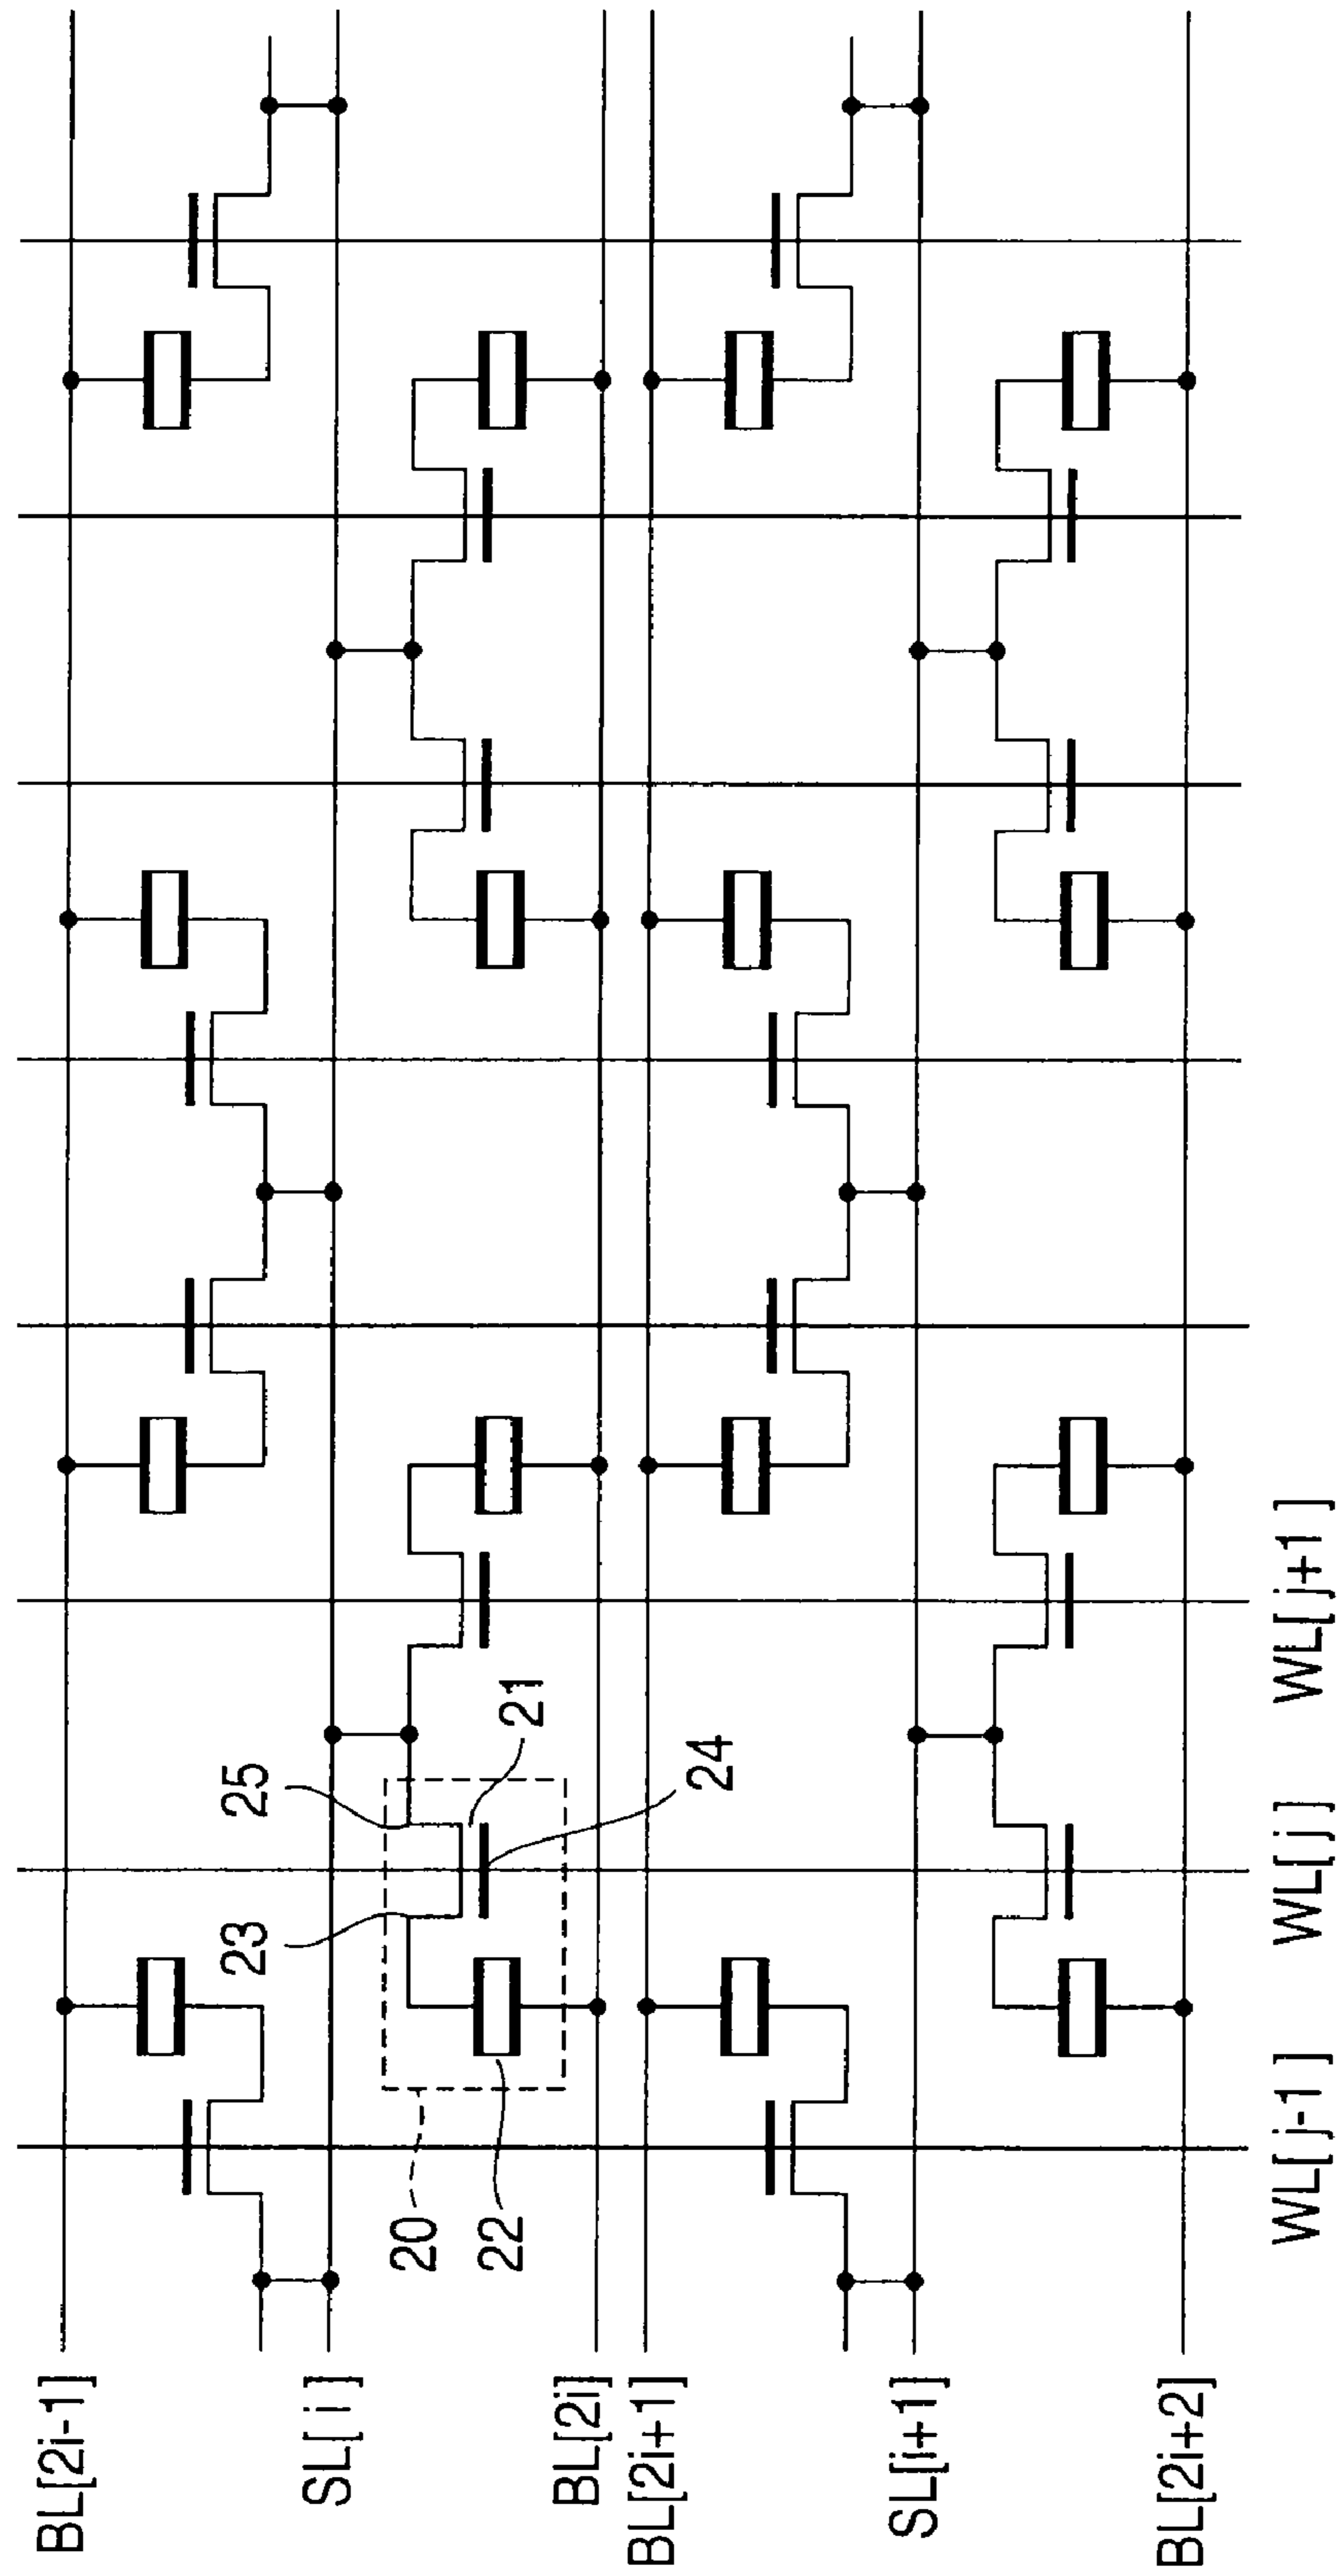 BL[2i-1]
SL[ i ]
BL[2i]
BL[2i+1]
SL[i+1]
BL[2i+2]
20
22
23
25
21
24
WL[ j-1 ]
WL[ j ]
WL[ j+1 ]